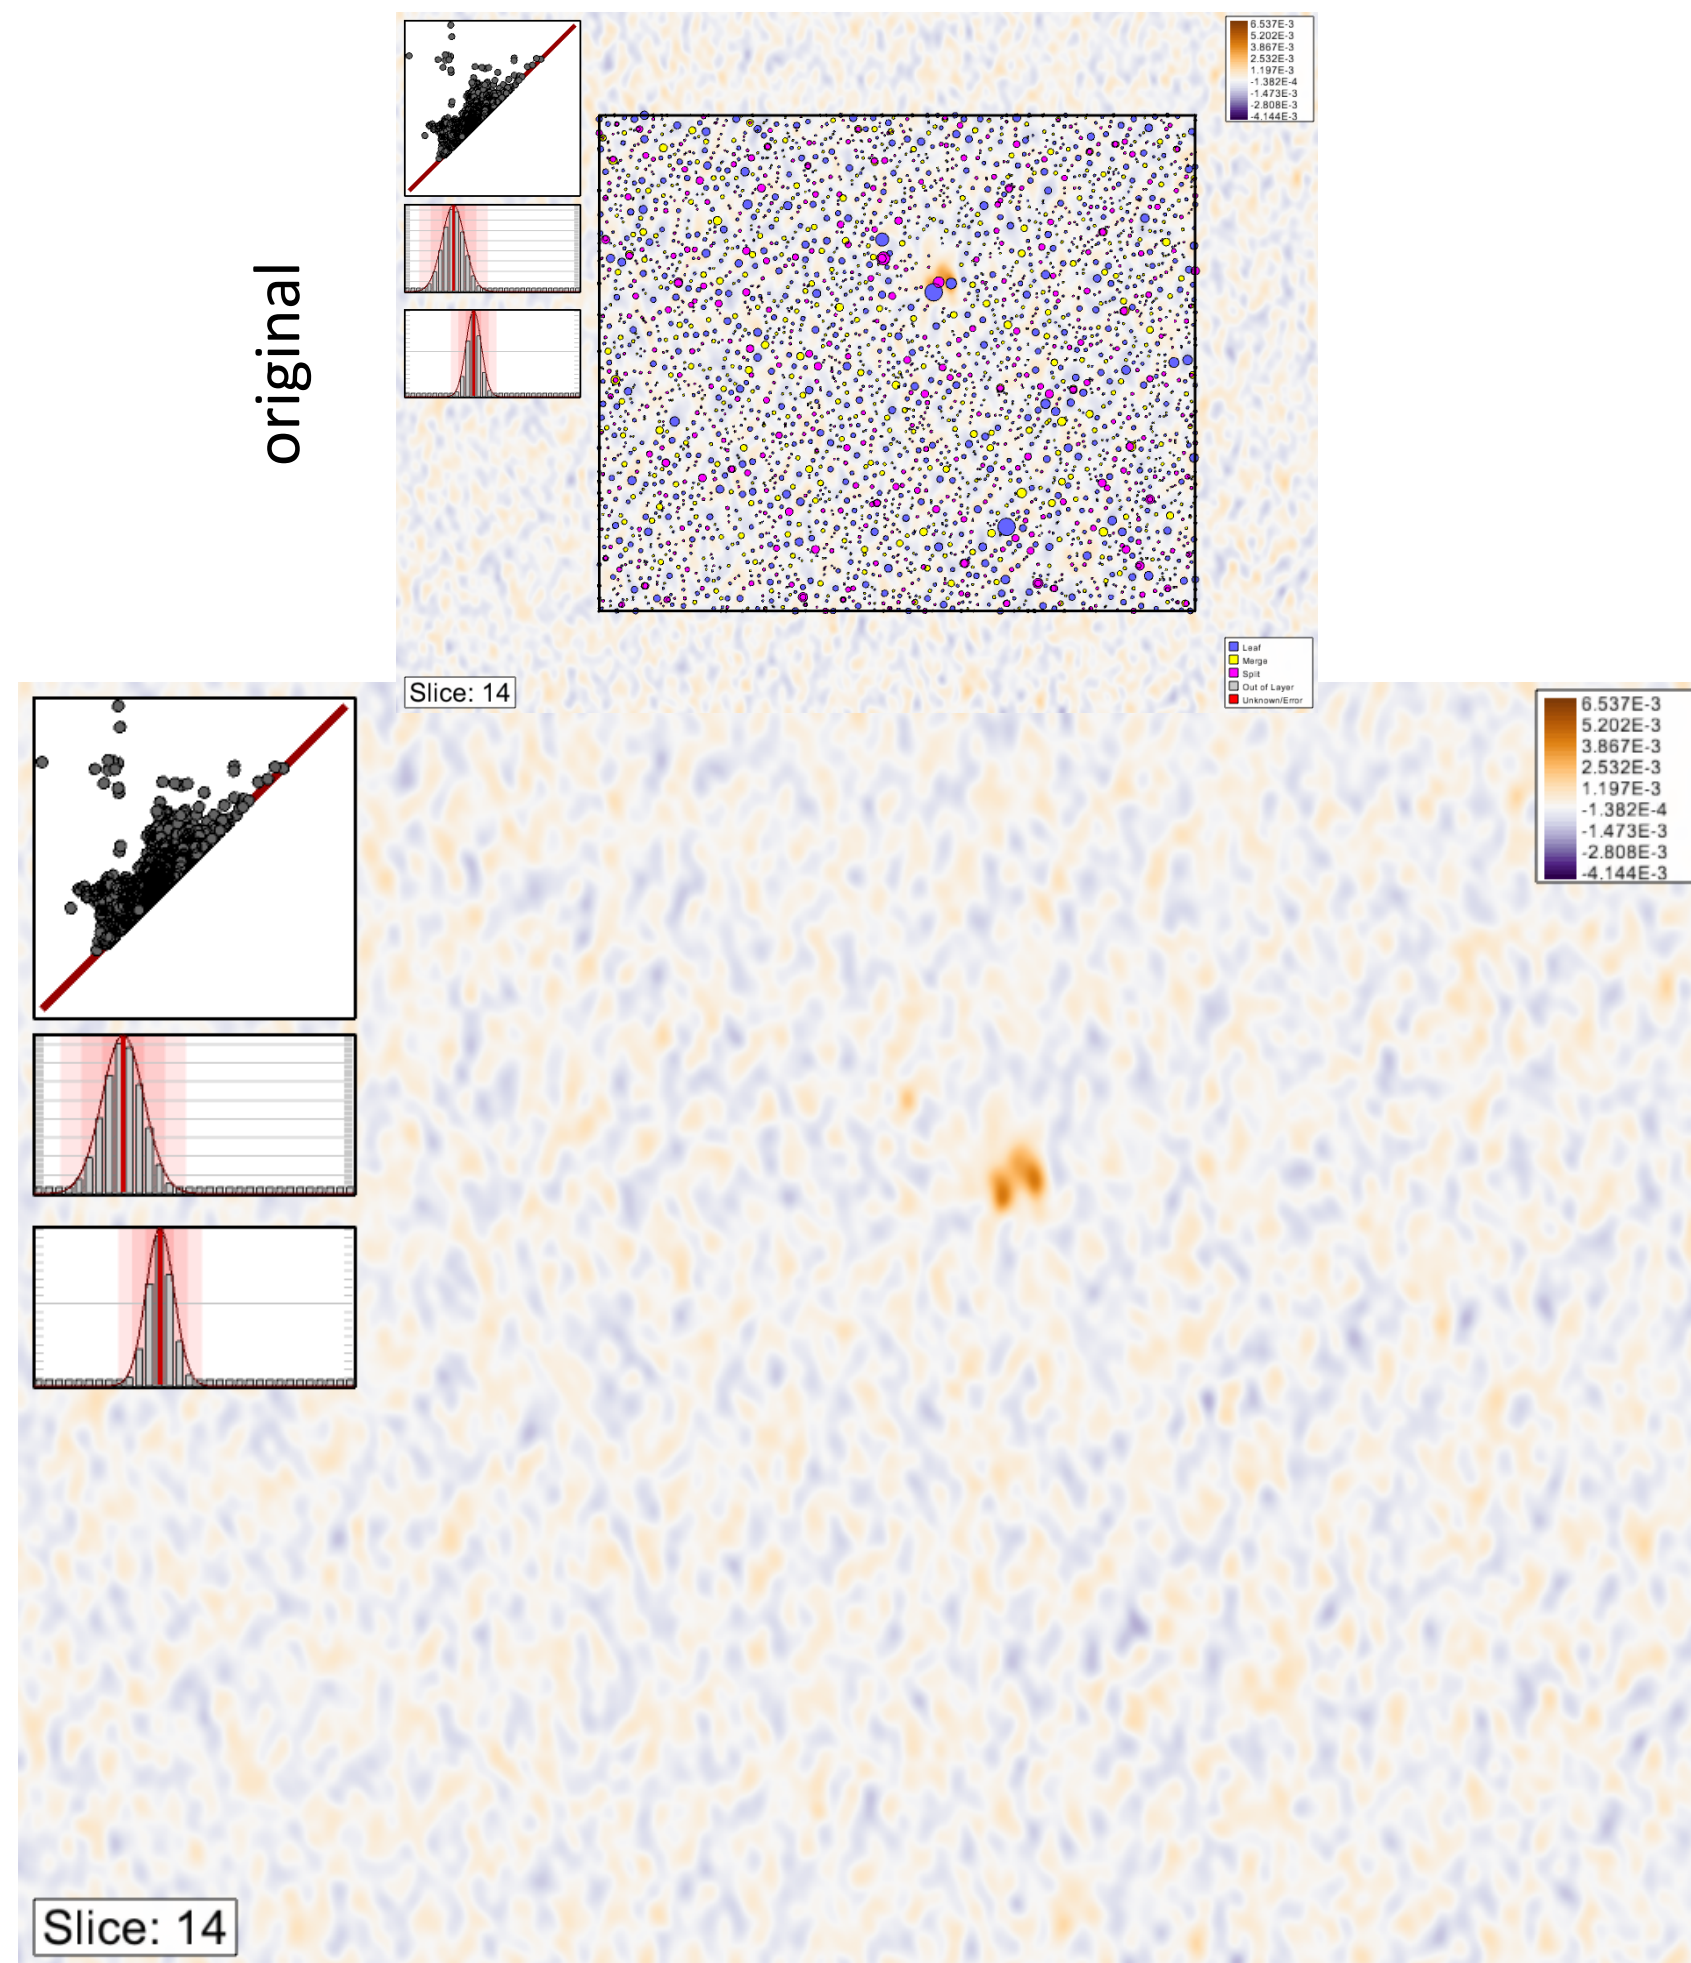 original
6.537E-3
5.202E-3
3.867E-3
2.532E-3
1.197E-3
-1.382E-4
-1.473E-3
-2.808E-3
-4.144E-3
Leaf
Merge
Split
Out of Layer
Unknown/Error
Slice: 14
6.537E-3
5.202E-3
3.867E-3
2.532E-3
1.197E-3
-1.382E-4
-1.473E-3
-2.808E-3
-4.144E-3
Slice: 14